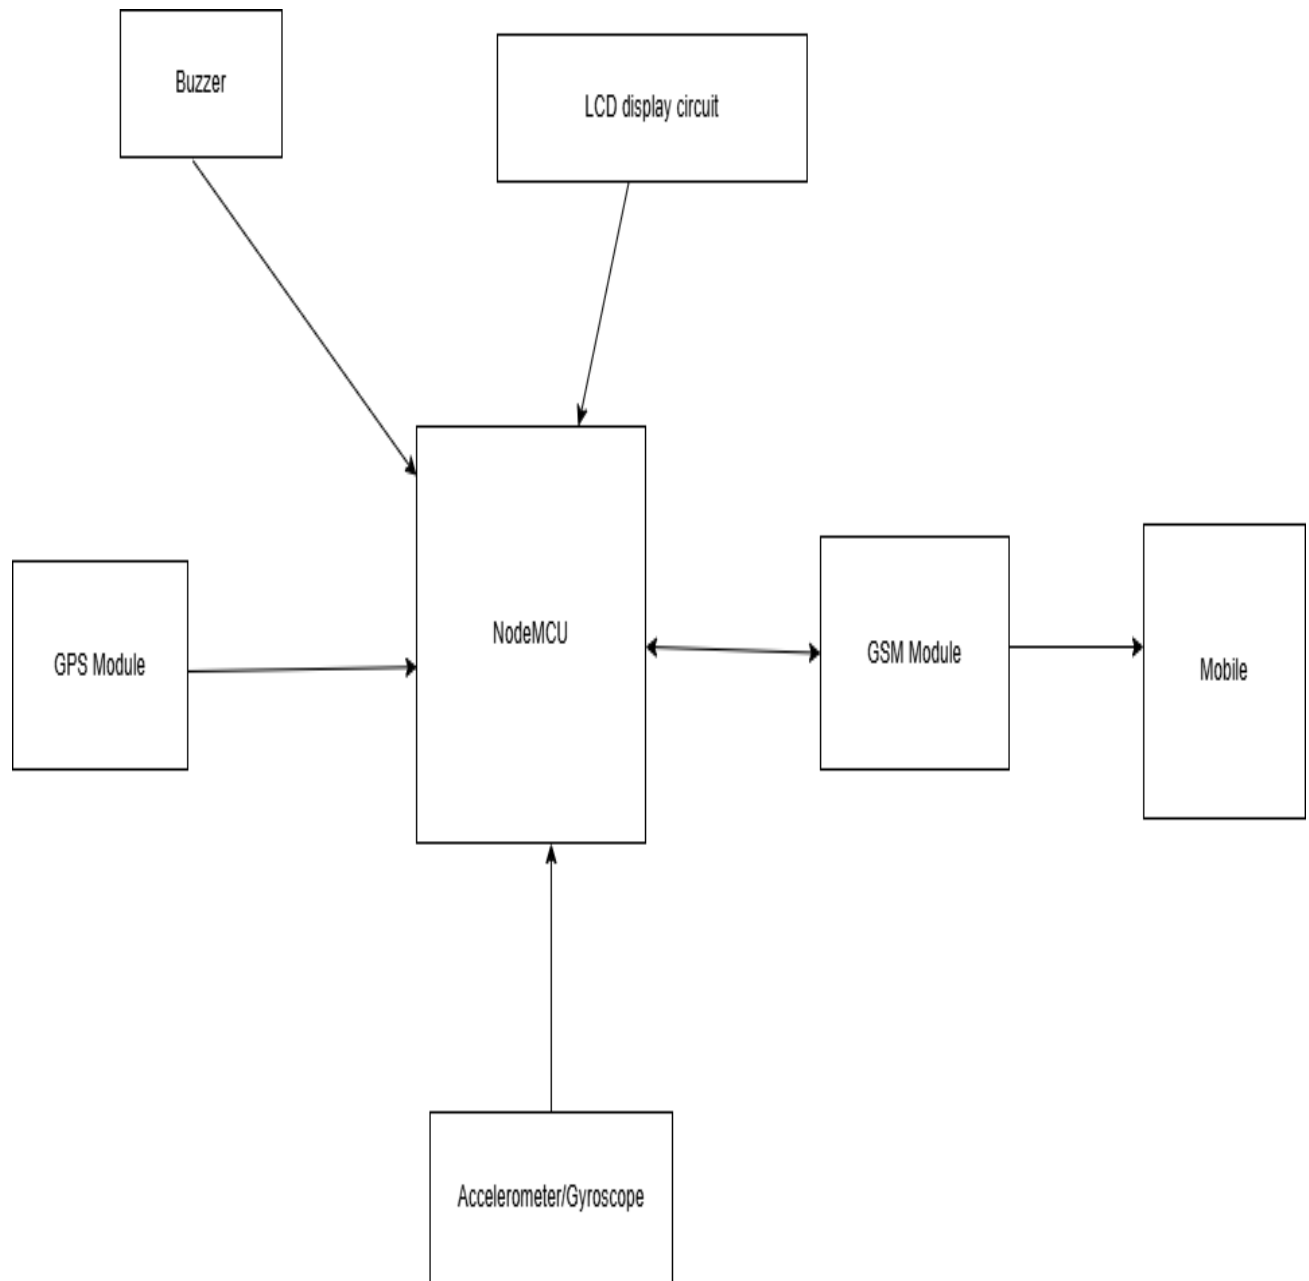 Buzzer
LCD display circuit
NodeMCU
GPS Module
GSM Module
Mobile
Accelerometer/Gyroscope